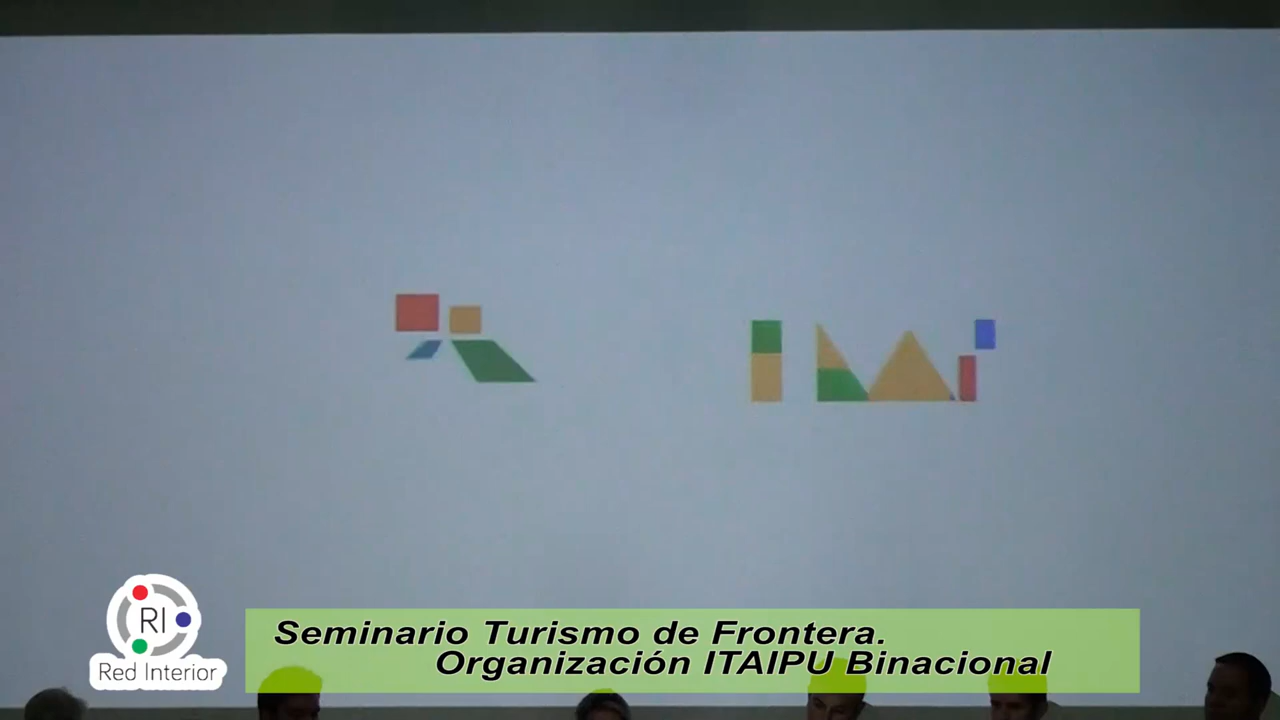 Seminario Turismo de Frontera.
Organización ITAIPU Binacional
RI
Red Interior